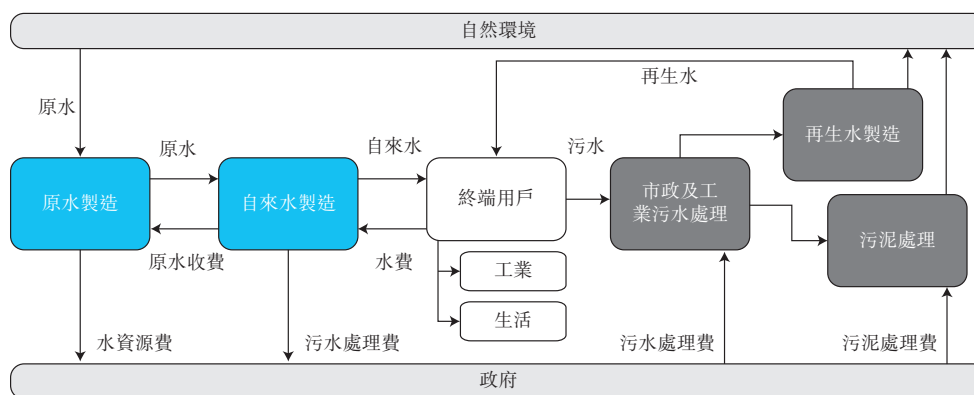 自然環境
再生水
原水
再生水製造
原水
自來水
污水
原水製造
自來水製造
終端用戶
市政及工
業污水處理
污泥處理
原水收費
水費
工業
生活
水資源費
污水處理費
污水處理費
污泥處理費
政府